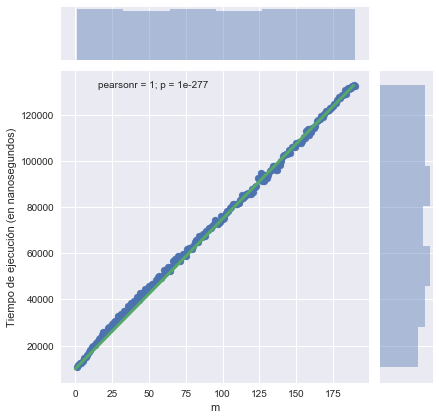 pearsonr = 1; p = 1e-277
120000
100000
80000
60000
40000
20000
Tiempo de ejecución (en nanosegundos)
0 25 50 75 100 125 150 175
m